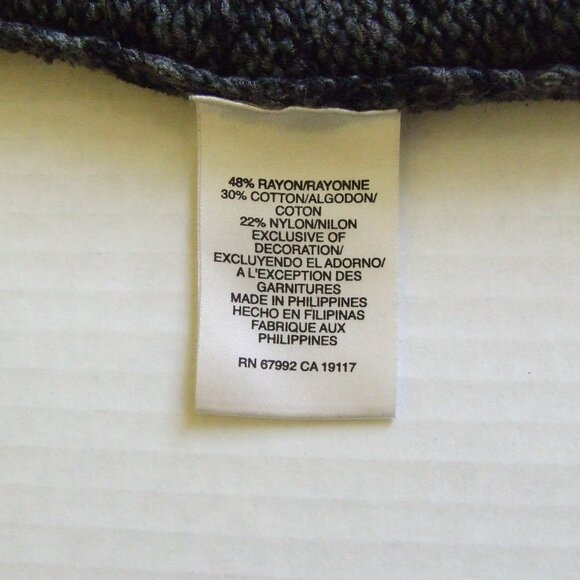 48% RAYON/RAYONNE
30% COTTON/ALGODON/
COTON
22% NYLON/NILON
EXCLUSIVE OF
DECORATION/
EXCLUYENDO EL ADORNO/
A L'EXCEPTION DES
GARNITURES
MADE IN PHILIPPINES
HECHO EN FILIPINAS
FABRIQUE AUX
PHILIPPINES
RN 67992 CA 19117